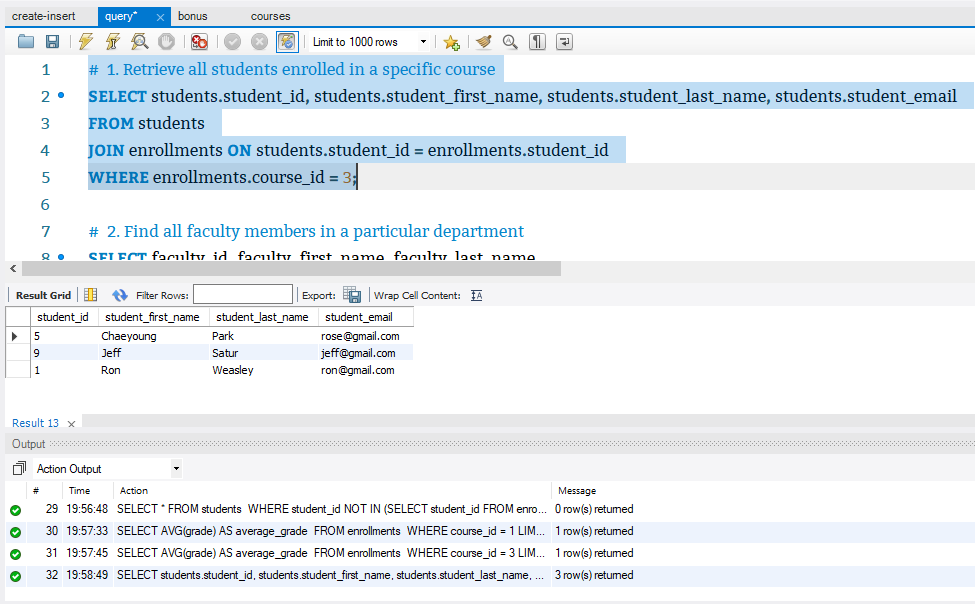 create-insert query* × bonus courses
Limit to 1000 rows
1 # 1. Retrieve all students enrolled in a specific course
2 SELECT students.student_id, students.student_first_name, students.student_last_name, students.student_email
3 FROM students
4 JOIN enrollments ON students.student_id = enrollments.student_id
5 WHERE enrollments.course_id = 3;
6
7 # 2. Find all faculty members in a particular department
8 SELECT faculty_id, faculty_first_name, faculty_last_name
Result Grid Filter Rows: Export: Wrap Cell Content: IA
student_id student_first_name student_last_name student_email
5 Chaeyoung Park rose@gmail.com
9 Jeff Satur jeff@gmail.com
1 Ron Weasley ron@gmail.com
Result 13 ×
Output
Action Output
# Time Action Message
29 19:56:48 SELECT * FROM students WHERE student_id NOT IN (SELECT student_id FROM enro... 0 row(s) returned
30 19:57:33 SELECT AVG(grade) AS average_grade FROM enrollments WHERE course_id = 1 LIM... 1 row(s) returned
31 19:57:45 SELECT AVG(grade) AS average_grade FROM enrollments WHERE course_id = 3 LIM... 1 row(s) returned
32 19:58:49 SELECT students.student_id, students.student_first_name, students.student_last_name, ... 3 row(s) returned